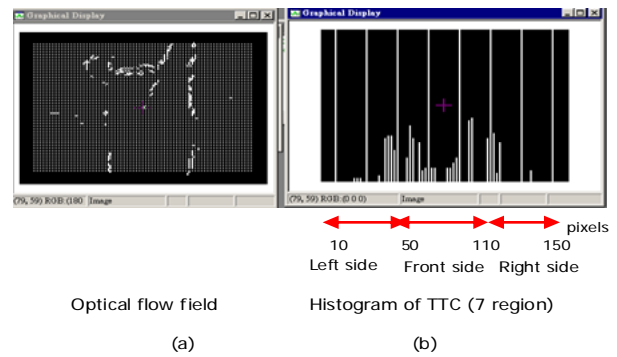 Graphical Display
Graphical Display
(79, 59) RGB:(180 Image
(79, 59) RGB:(0 0 0) Image
pixels
10 50 110 150
Left side Front side Right side
Optical flow field Histogram of TTC (7 region)
(a) (b)